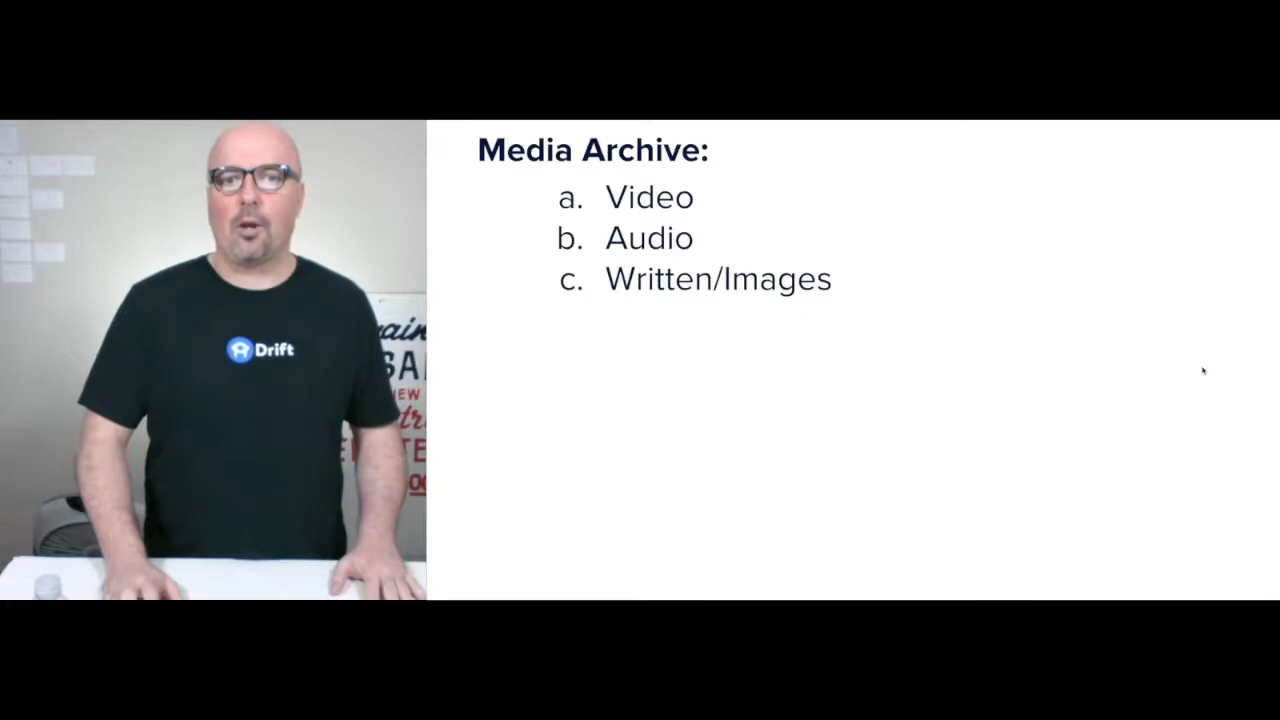 Media Archive:
a. Video
b. Audio
c. Written/Images
Drift